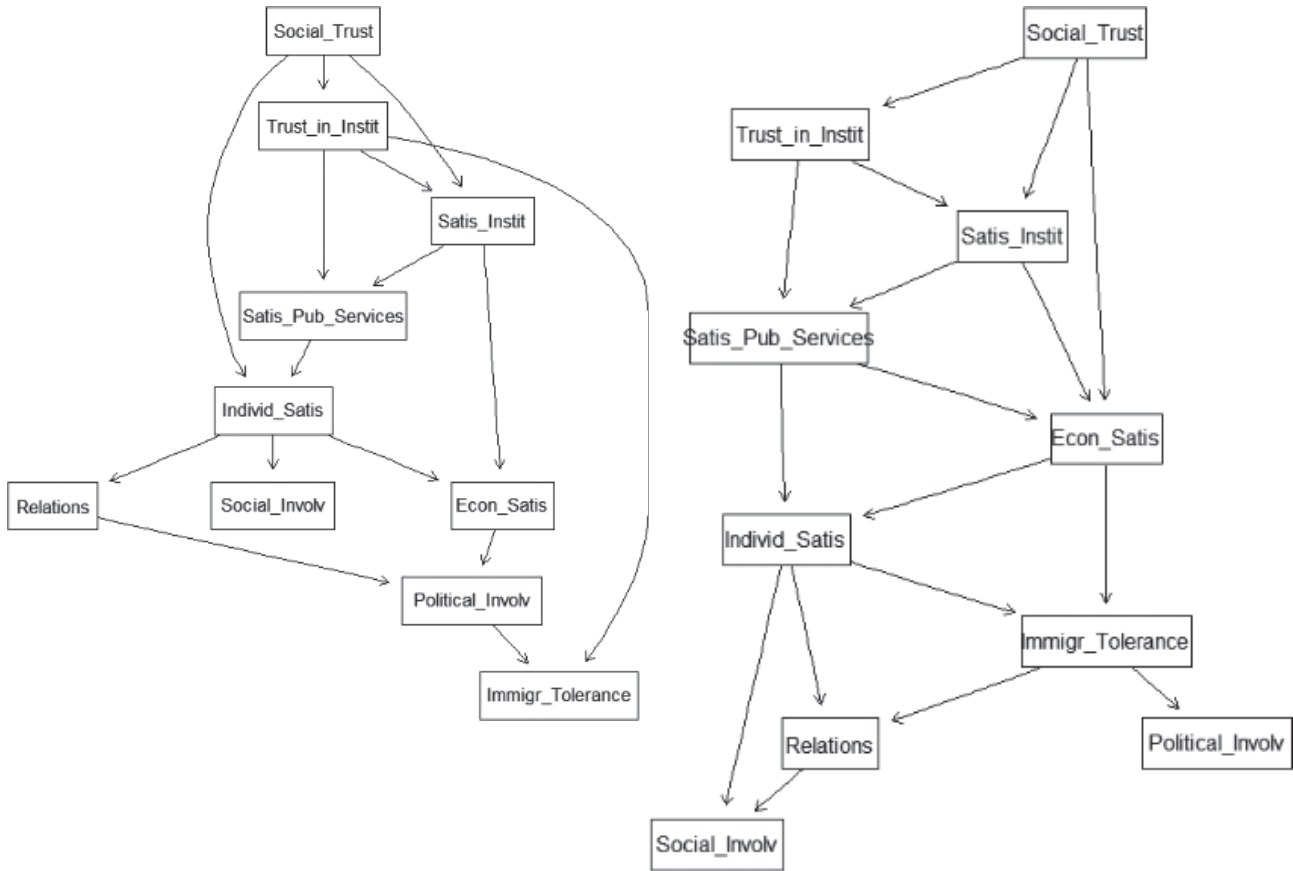 Social_Trust
Trust_in_Instit
Satis_Instit
Satis_Pub_Services
Individ_Satis
Relations
Social_Involv
Econ_Satis
Political_Involv
Immigr_Tolerance
Social_Trust
Trust_in_Instit
Satis_Instit
Satis_Pub_Services
Econ_Satis
Individ_Satis
Immigr_Tolerance
Relations
Political_Involv
Social_Involv